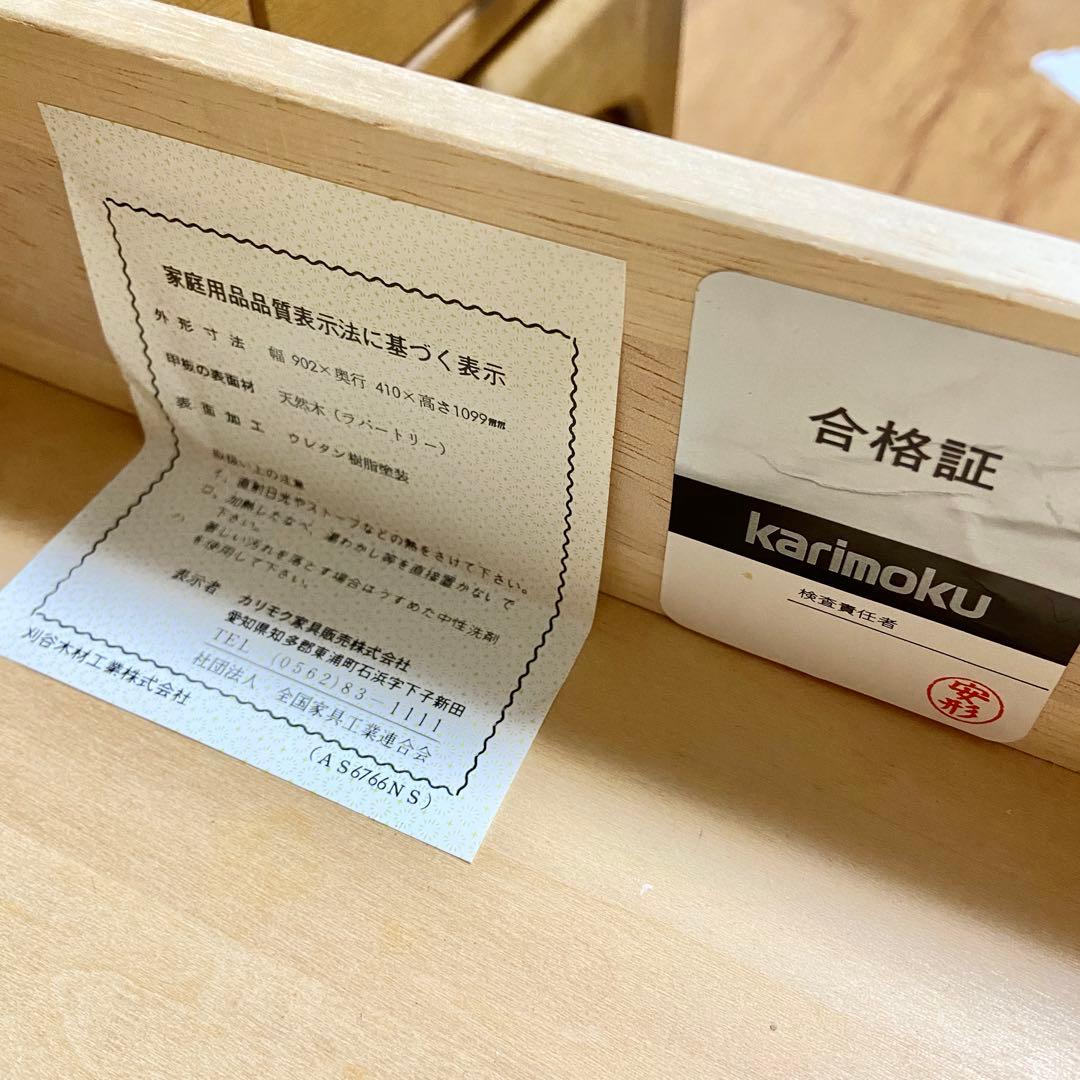 家庭用品品質表示法に基づく表示
外形寸法 幅902×奥行410×高さ1099㎜
甲板の表面材 天然木(ラバートリー)
表面加工 ウレタン樹脂塗装
取扱い上の注意
イ、直射日光やストーブなどの熱をさけて下さい。
ロ、加熱したなべ、湯わかし等を直接置かないで
下さい。
ハ、著しい汚れを落とす場合はうすめた中性洗剤
を使用して下さい。
表示者 カリモク家具販売株式会社
愛知県知多郡東浦町石浜字下子新田
TEL (0562)83-1111
社団法人 全国家具工業連合会
刈谷木材工業株式会社
(AS6766NS)
合格証
karimoku
検査責任者
安形